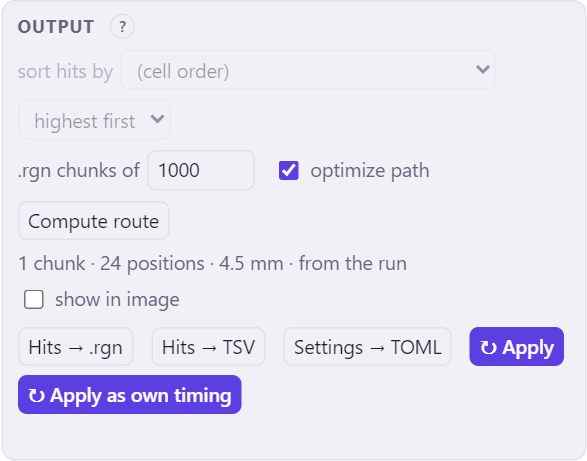 OUTPUT ?
sort hits by (cell order)
highest first
.rgn chunks of 1000 optimize path
Compute route
1 chunk · 24 positions · 4.5 mm · from the run
show in image
Hits → .rgn Hits → TSV Settings → TOML ↻ Apply
↻ Apply as own timing